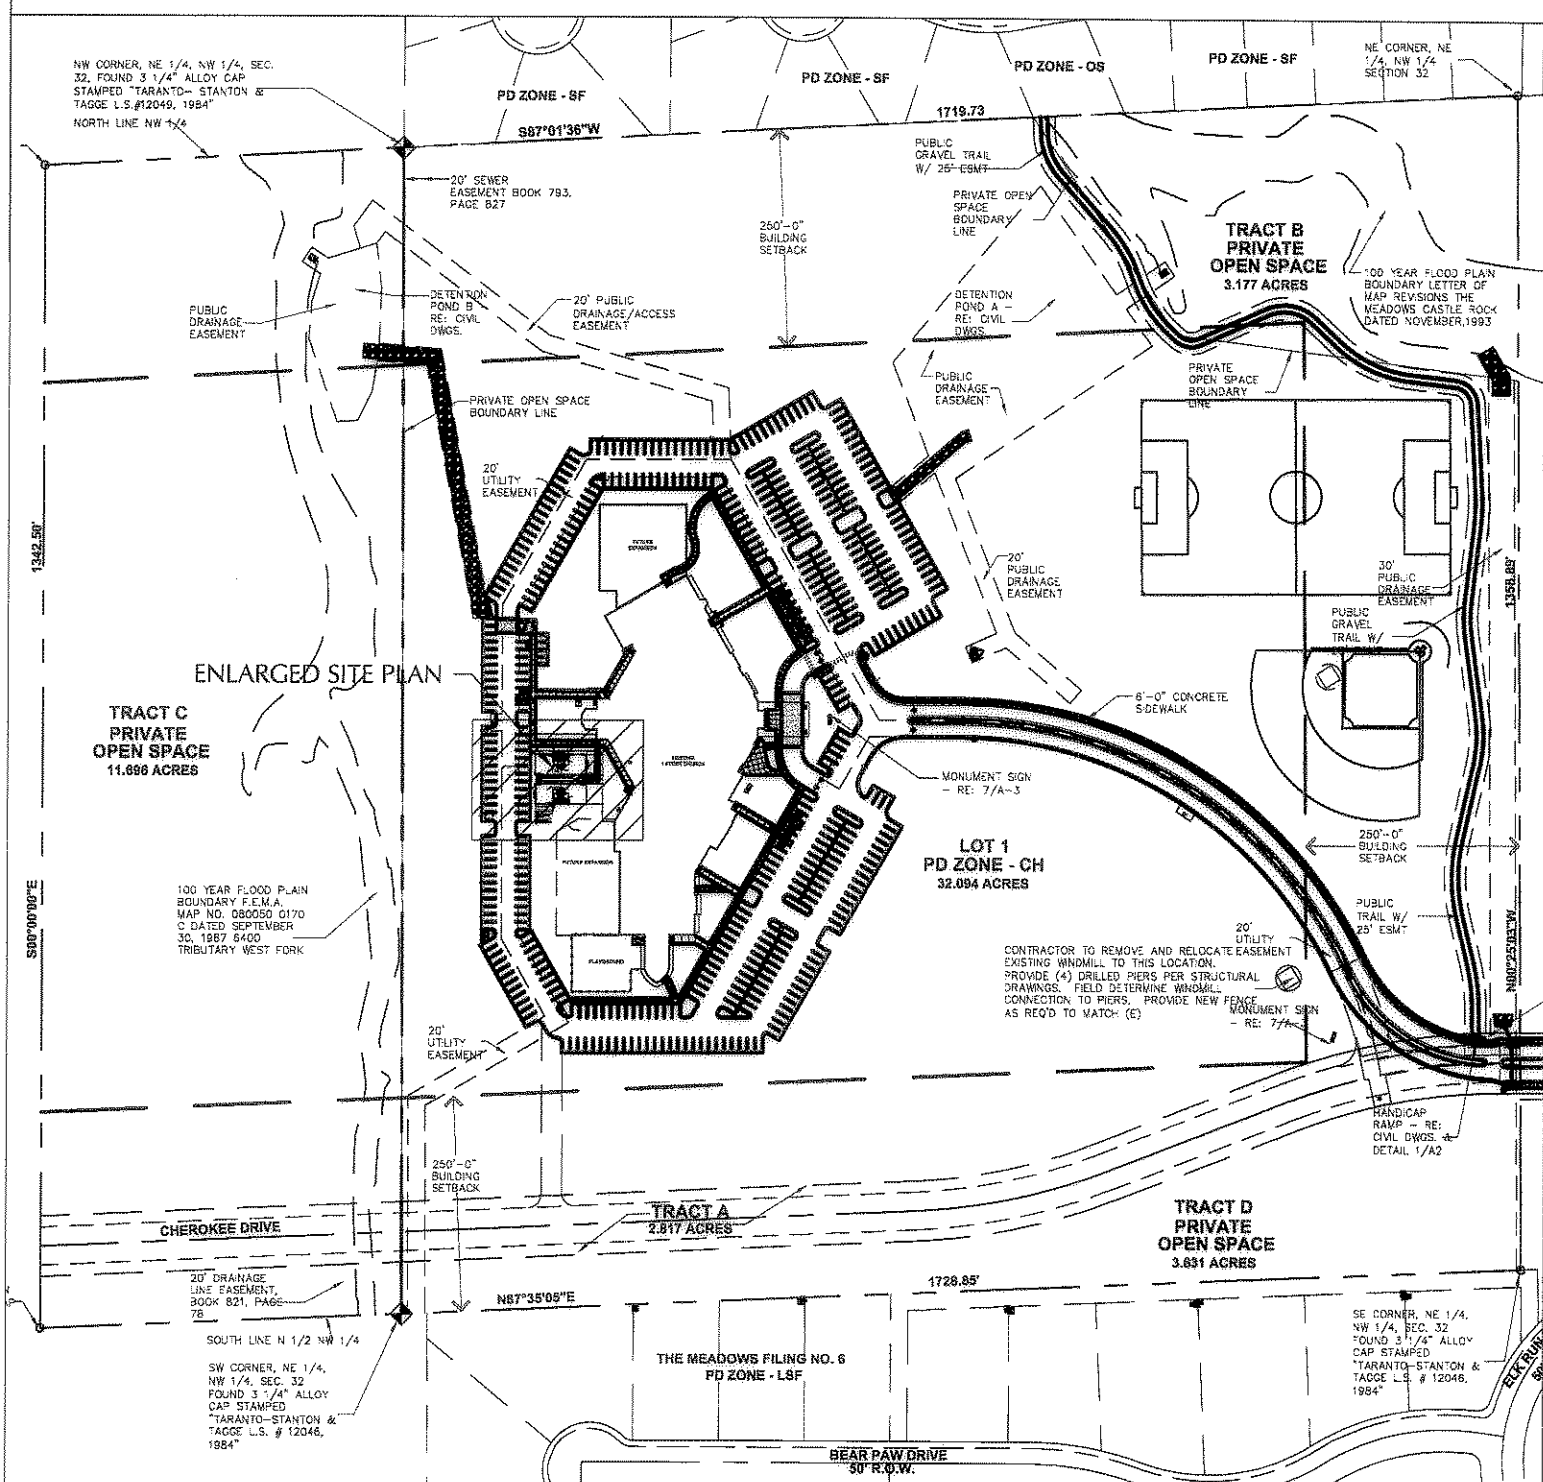 NW CORNER, NE 1/4, NW 1/4, SEC.
32, FOUND 3 1/4" ALLOY CAP
STAMPED "TARANTO- STANTON &
TAGGE L.S.#12049, 1984"
NORTH LINE NW 1/4
PD ZONE - SF
PD ZONE - SF
PD ZONE - OS
PD ZONE - SF
NE CORNER, NE
1/4, NW 1/4
SECTION 32
S87°01'36"W
1719.73
20' SEWER
EASEMENT BOOK 793,
PAGE 827
PUBLIC
GRAVEL TRAIL
W/ 25' ESMT
PRIVATE OPEN
SPACE
BOUNDARY
LINE
250'-0"
BUILDING
SETBACK
TRACT B
PRIVATE
OPEN SPACE
3.177 ACRES
100 YEAR FLOOD PLAIN
BOUNDARY LETTER OF
MAP REVISIONS THE
MEADOWS CASTLE ROCK
DATED NOVEMBER,1993
PUBLIC
DRAINAGE
EASEMENT
DETENTION
POND B
RE: CIVIL
DWGS.
20' PUBLIC
DRAINAGE/ACCESS
EASEMENT
DETENTION
POND A -
RE: CIVIL
DWGS.
PUBLIC
DRAINAGE
EASEMENT
PRIVATE
OPEN SPACE
BOUNDARY
LINE
PRIVATE OPEN SPACE
BOUNDARY LINE
20'
UTILITY
EASEMENT
1342.50'
FUTURE
EXPANSION
20'
PUBLIC
DRAINAGE
EASEMENT
30'
PUBLIC
DRAINAGE
EASEMENT
1358.89'
PUBLIC
GRAVEL
TRAIL W/
ENLARGED SITE PLAN
6'-0" CONCRETE
SIDEWALK
TRACT C
PRIVATE
OPEN SPACE
11.696 ACRES
EXISTING
MONUMENT SIGN
- RE: 7/A-3
LOT 1
PD ZONE - CH
32.094 ACRES
250'-0"
BUILDING
SETBACK
FUTURE EXPANSION
S00°00'00"E
100 YEAR FLOOD PLAIN
BOUNDARY F.E.M.A.
MAP NO. 080050 0170
C DATED SEPTEMBER
30, 1987 6400
TRIBUTARY WEST FORK
PLAYGROUND
PUBLIC
TRAIL W/
25' ESMT
N00°25'03"W
20'
UTILITY
EASEMENT
CONTRACTOR TO REMOVE AND RELOCATE
EXISTING WINDMILL TO THIS LOCATION.
PROVIDE (4) DRILLED PIERS PER STRUCTURAL
DRAWINGS. FIELD DETERMINE WINDMILL
CONNECTION TO PIERS. PROVIDE NEW FENCE
AS REQ'D TO MATCH (E)
MONUMENT SIGN
- RE: 7/A-
20'
UTILITY
EASEMENT
HANDICAP
RAMP - RE:
CIVIL DWGS. &
DETAIL 1/A2
250'-0"
BUILDING
SETBACK
CHEROKEE DRIVE
TRACT A
2.817 ACRES
TRACT D
PRIVATE
OPEN SPACE
3.631 ACRES
20' DRAINAGE
LINE EASEMENT,
BOOK 821, PAGE
78
N87°35'05"E
1728.85'
SOUTH LINE N 1/2 NW 1/4
SW CORNER, NE 1/4,
NW 1/4, SEC. 32
FOUND 3 1/4" ALLOY
CAP STAMPED
"TARANTO-STANTON &
TAGGE L.S. # 12046,
1984"
THE MEADOWS FILING NO. 6
PD ZONE - LSF
SE CORNER, NE 1/4,
NW 1/4, SEC. 32
FOUND 3 1/4" ALLOY
CAP STAMPED
"TARANTO-STANTON &
TAGGE L.S. # 12046,
1984"
ELK RUN
BEAR PAW DRIVE
50' R.O.W.